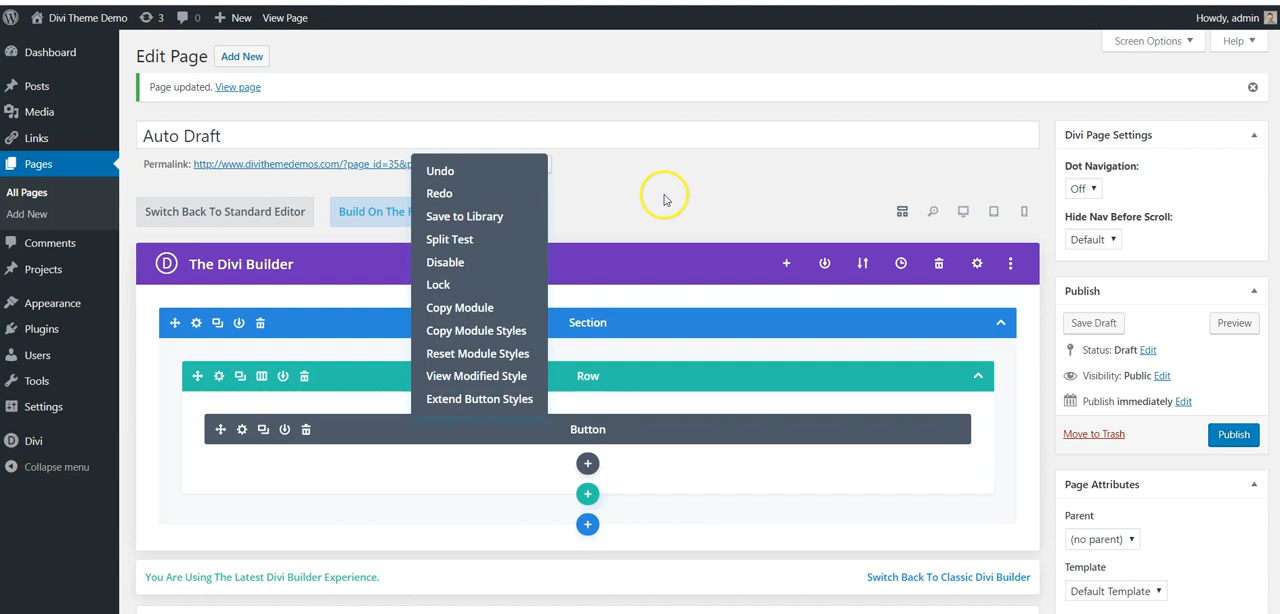 Divi Theme Demo 3 0 New View Page Howdy, admin
Dashboard
Posts
Media
Links
Pages
All Pages
Add New
Comments
Projects
Appearance
Plugins
Users
Tools
Settings
Divi
Collapse menu
Screen Options Help
Edit Page Add New
Page updated. View page
Auto Draft
Permalink: http://www.divithemedemos.com/?page_id=35&p
Switch Back To Standard Editor Build On The
Undo
Redo
Save to Library
Split Test
Disable
Lock
Copy Module
Copy Module Styles
Reset Module Styles
View Modified Style
Extend Button Styles
D The Divi Builder
Section
Row
Button
You Are Using The Latest Divi Builder Experience. Switch Back To Classic Divi Builder
Divi Page Settings
Dot Navigation:
Off
Hide Nav Before Scroll:
Default
Publish
Save Draft Preview
Status: Draft Edit
Visibility: Public Edit
Publish immediately Edit
Move to Trash Publish
Page Attributes
Parent
(no parent)
Template
Default Template